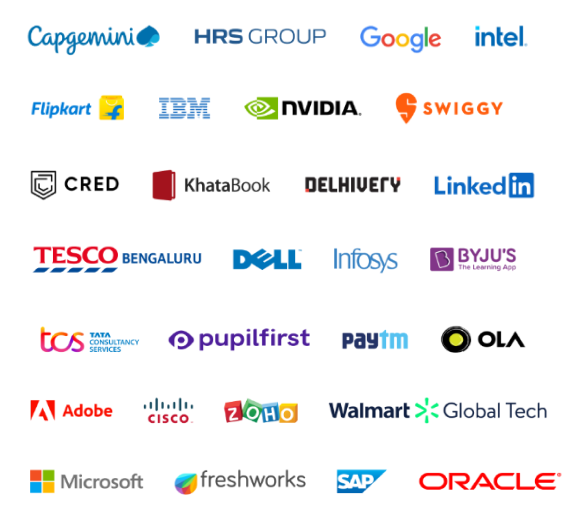 Capgemini HRS GROUP Google intel.
Flipkart IBM NVIDIA. SWIGGY
CRED KhataBook DELHIVERY LinkedIn
TESCO BENGALURU DELL Infosys BYJU'S
The Learning App
tcs TATA
CONSULTANCY
SERVICES pupilfirst paytm OLA
Adobe CISCO. ZOHO Walmart Global Tech
Microsoft freshworks SAP ORACLE®